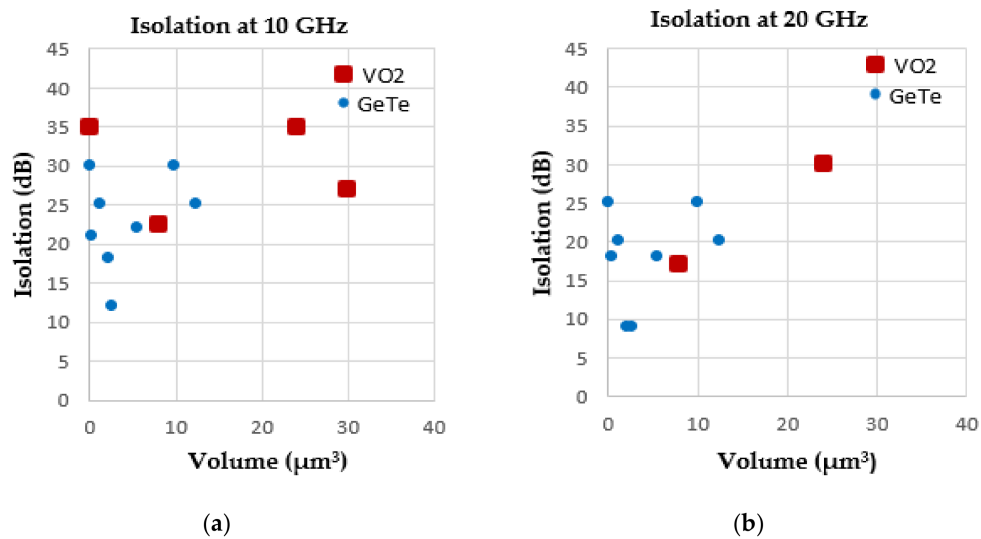 Isolation at 10 GHz
45
40
35
30
25
20
15
10
5
0
0 10 20 30 40
Isolation (dB)
Volume (μm³)
VO2
GeTe
(a)
Isolation at 20 GHz
45
40
35
30
25
20
15
10
5
0
0 10 20 30 40
Isolation (dB)
Volume (μm³)
VO2
GeTe
(b)